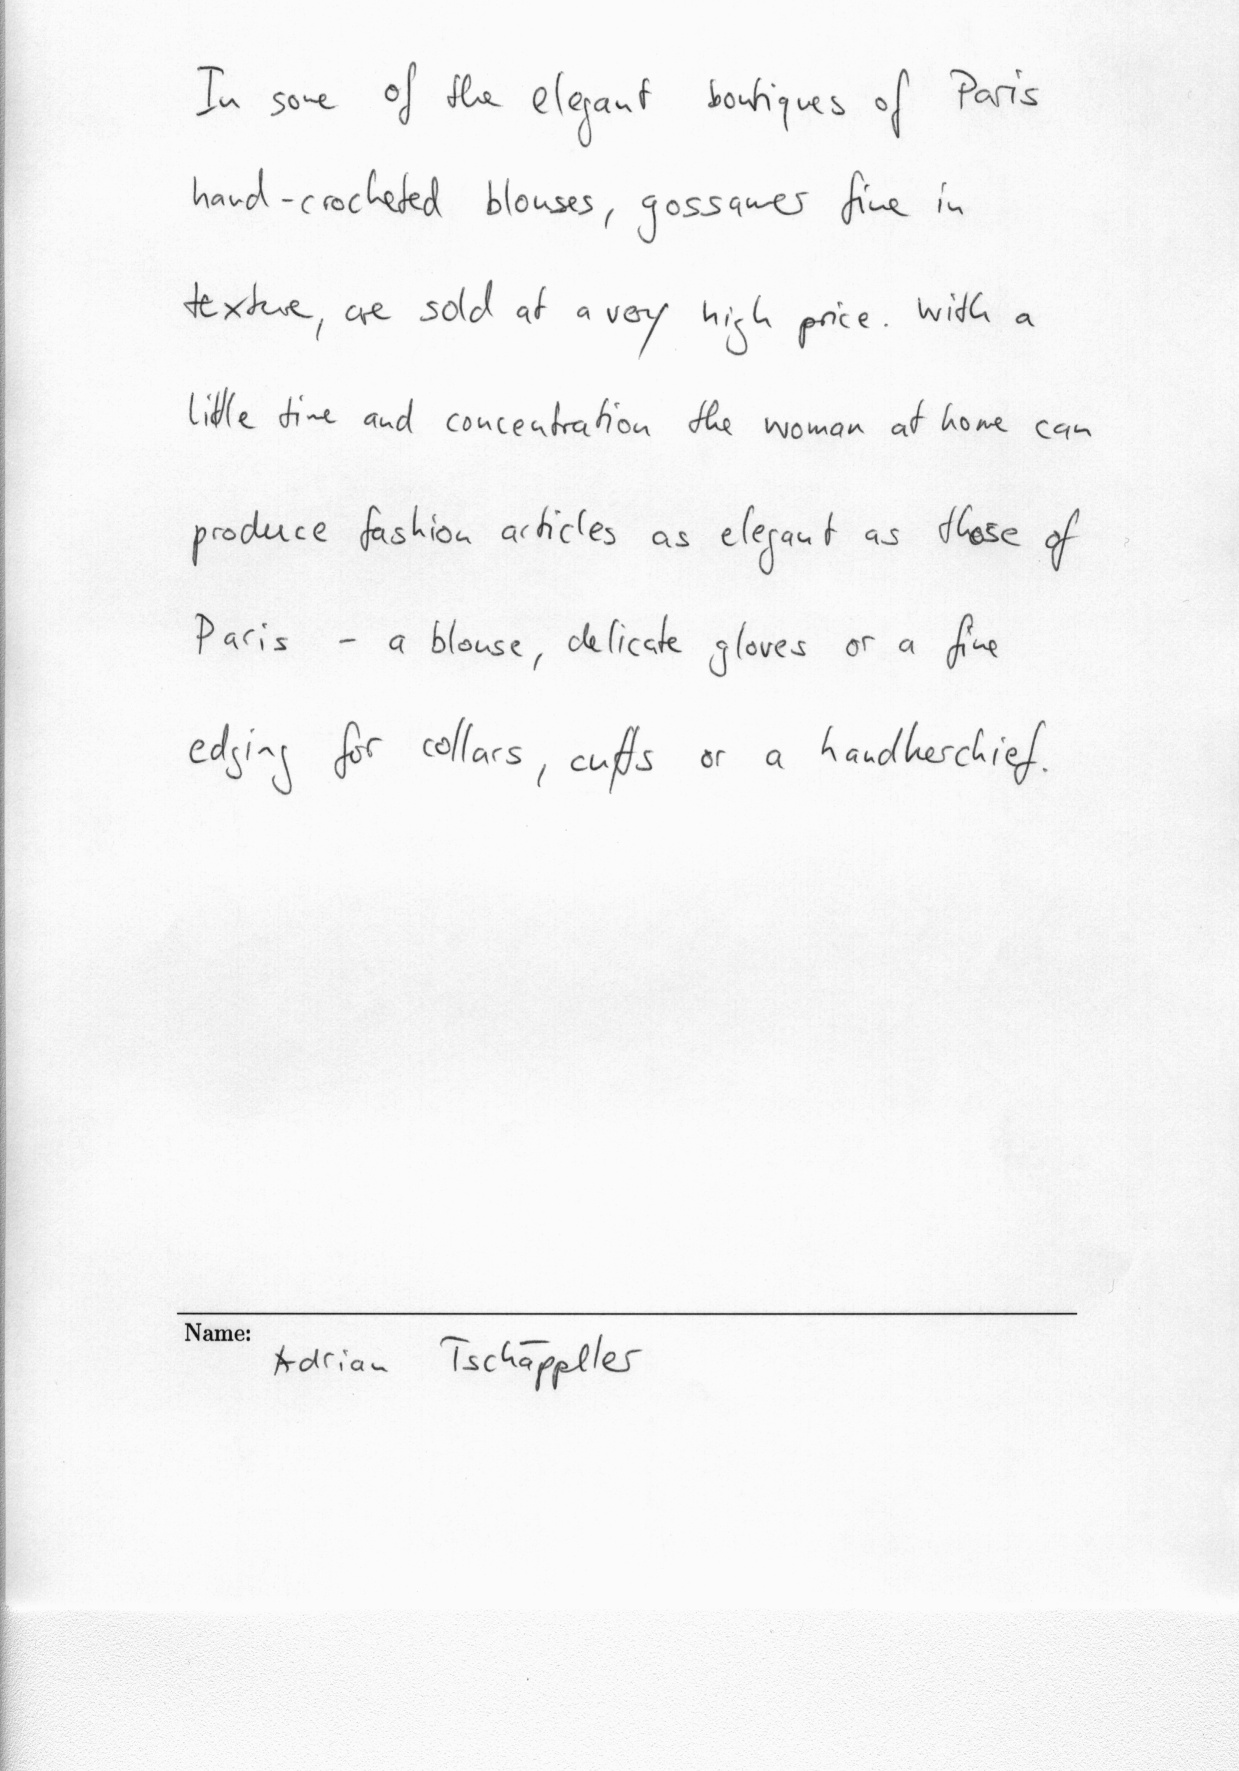 In some of the elegant boutiques of Paris
hand-crocheted blouses, gossamer fine in
texture, are sold at a very high price. With a
little time and concentration the woman at home can
produce fashion articles as elegant as those of
Paris - a blouse, delicate gloves or a fine
edging for collars, cuffs or a handkerchief.
Name:
Adrian Tschäppeller